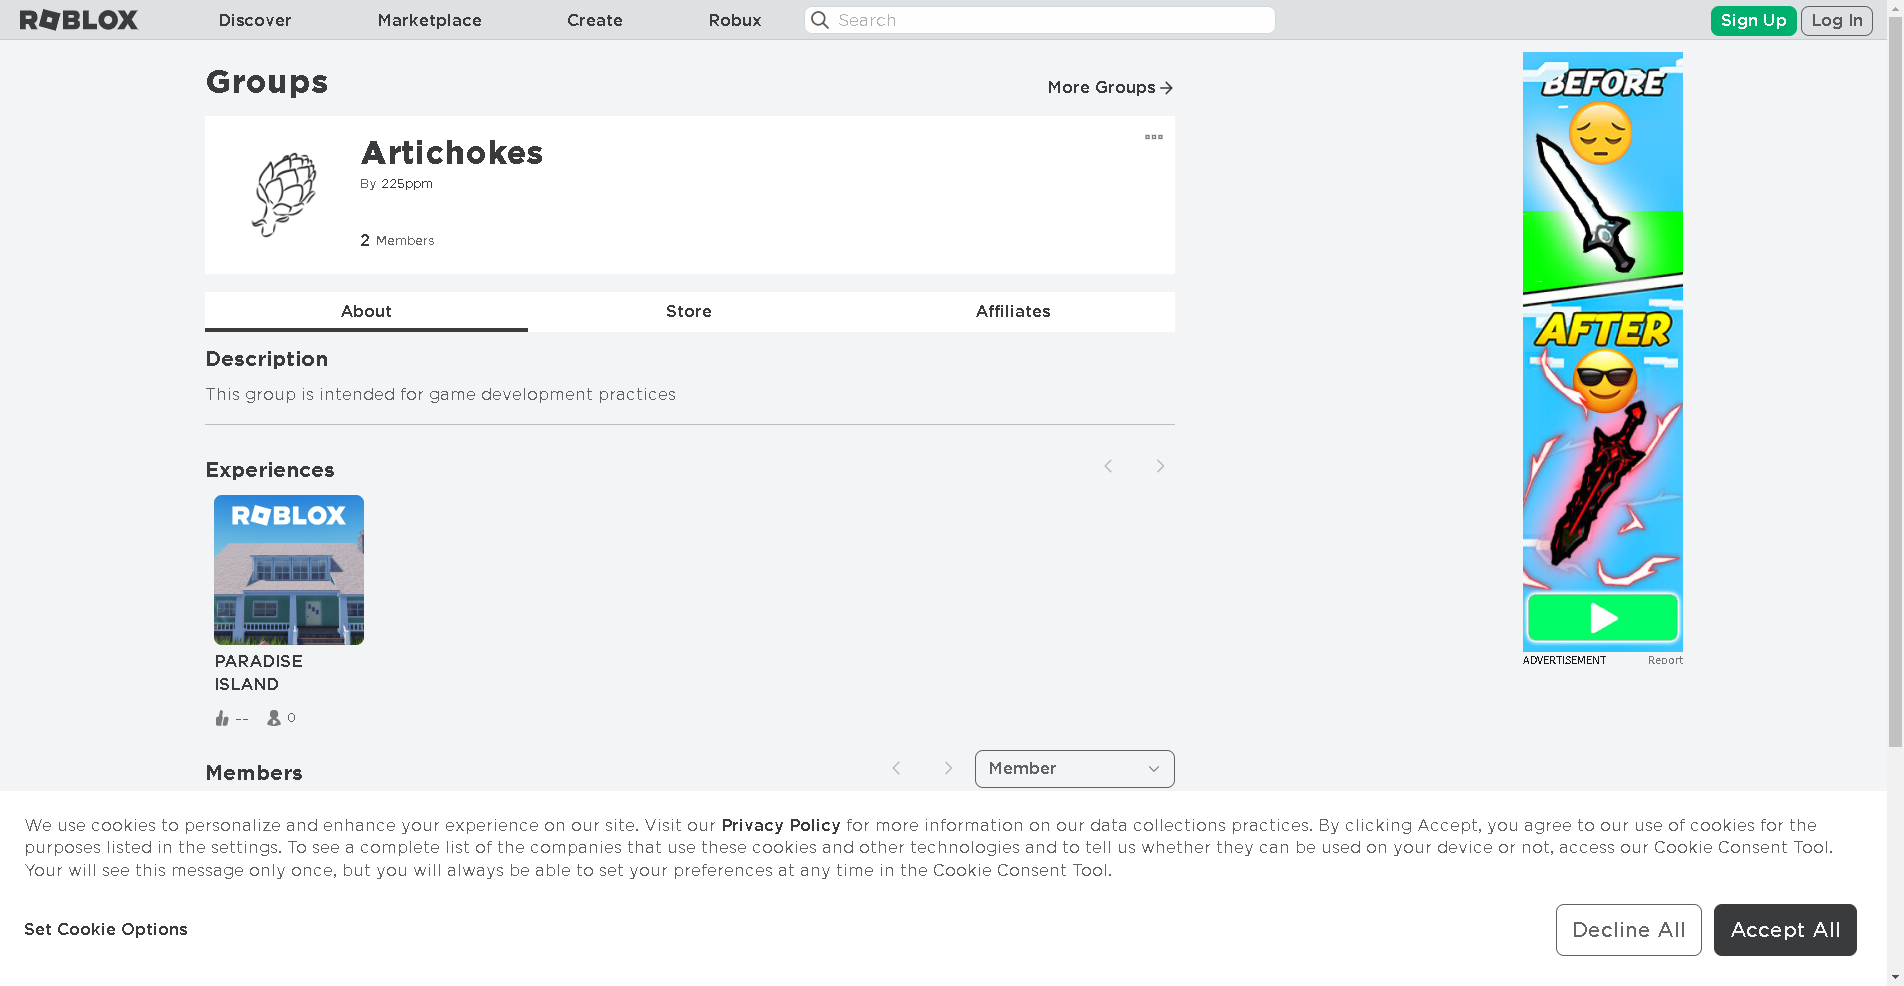 ROBLOX
Discover
Marketplace
Create
Robux
Search
Sign Up
Log In
Groups
More Groups
Artichokes
By 225ppm
2 Members
About
Store
Affiliates
Description
This group is intended for game development practices
Experiences
ROBLOX
PARADISE
ISLAND
--
0
Members
Member
BEFORE
AFTER
ADVERTISEMENT
Report
We use cookies to personalize and enhance your experience on our site. Visit our Privacy Policy for more information on our data collections practices. By clicking Accept, you agree to our use of cookies for the
purposes listed in the settings. To see a complete list of the companies that use these cookies and other technologies and to tell us whether they can be used on your device or not, access our Cookie Consent Tool.
Your will see this message only once, but you will always be able to set your preferences at any time in the Cookie Consent Tool.
Set Cookie Options
Decline All
Accept All